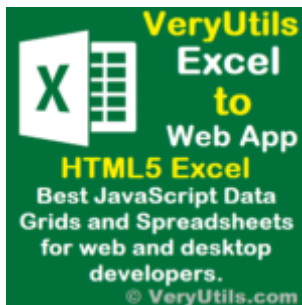 VeryUtils
Excel
to
Web App
HTML5 Excel
Best JavaScript Data
Grids and Spreadsheets
for web and desktop
developers.
© VeryUtils.com
X